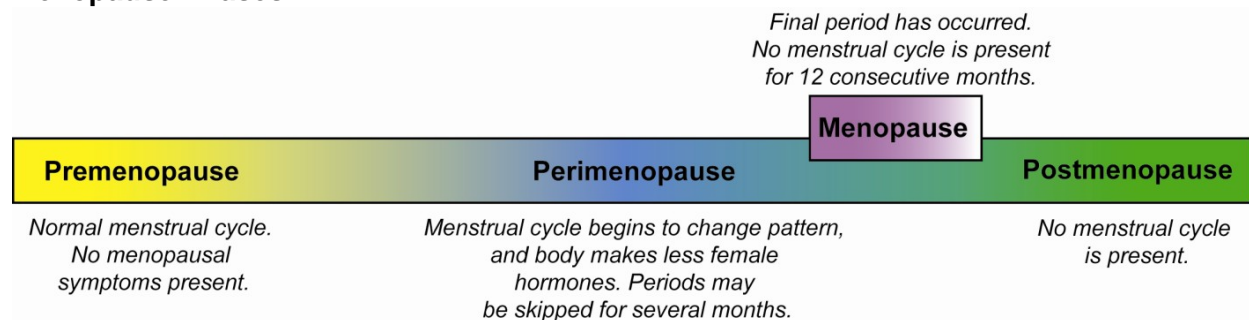 Final period has occurred.
No menstrual cycle is present
for 12 consecutive months.
Menopause
Premenopause
Perimenopause
Postmenopause
Normal menstrual cycle.
No menopausal
symptoms present.
Menstrual cycle begins to change pattern,
and body makes less female
hormones. Periods may
be skipped for several months.
No menstrual cycle
is present.